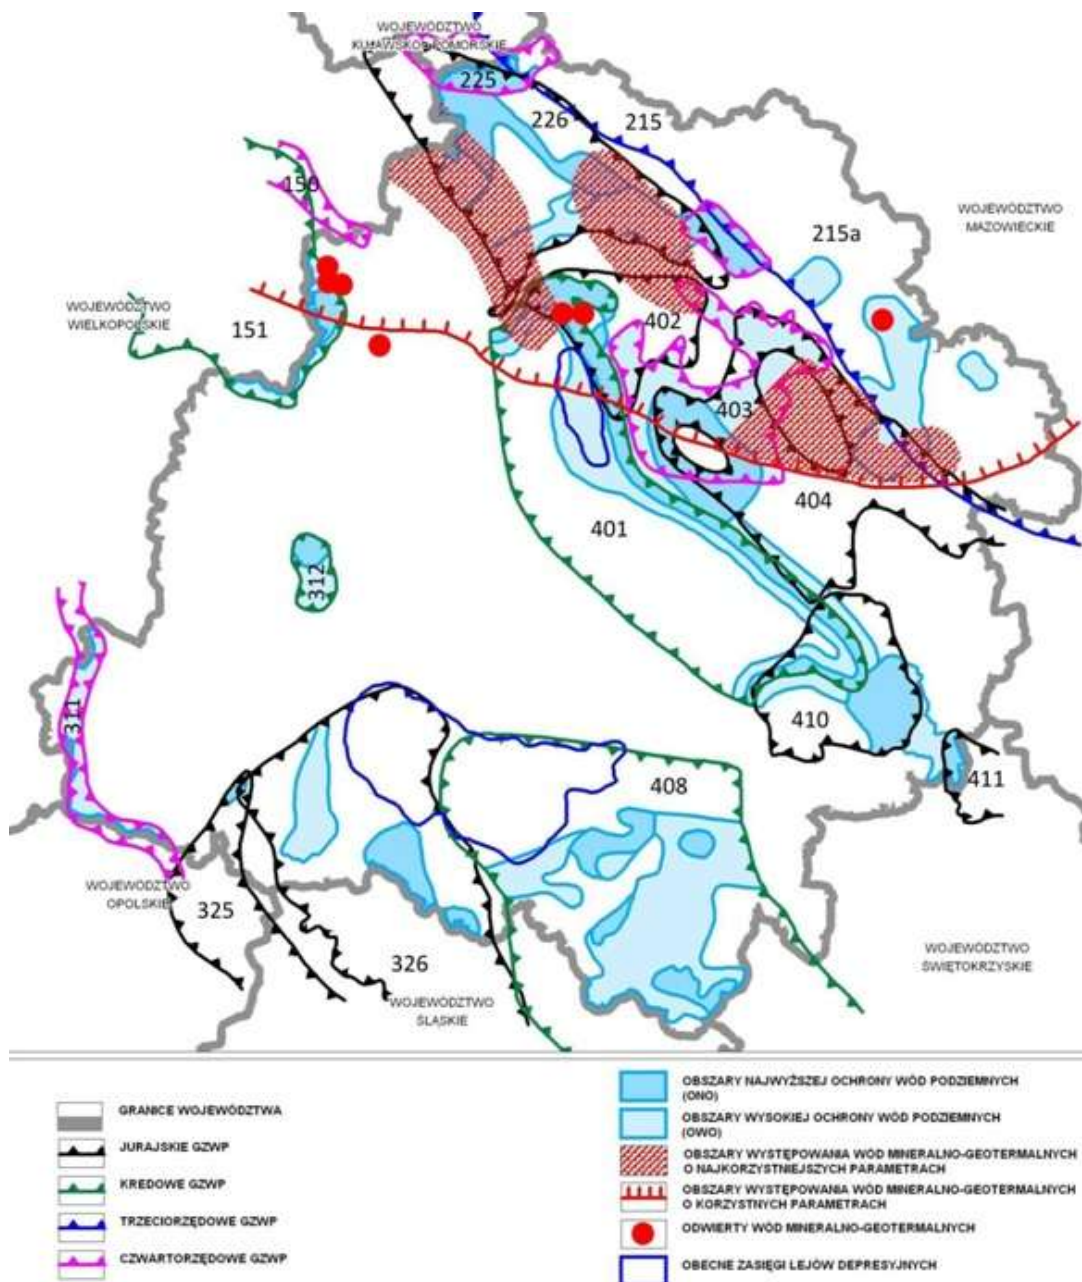 WOJEWÓDZTWO
KUJAWSKO-POMORSKIE
225
226
215
150
215a
WOJEWÓDZTWO
MAZOWIECKIE
WOJEWÓDZTWO
WIELKOPOLSKIE
151
402
403
404
401
312
311
410
411
408
WOJEWÓDZTWO
OPOLSKIE
325
326
WOJEWÓDZTWO
ŚLĄSKIE
WOJEWÓDZTWO
ŚWIĘTOKRZYSKIE
GRANICE WOJEWÓDZTWA
JURAJSKIE GZWP
KREDOWE GZWP
TRZECIORZĘDOWE GZWP
CZWARTORZĘDOWE GZWP
OBSZARY NAJWYŻSZEJ OCHRONY WÓD PODZIEMNYCH
(ONO)
OBSZARY WYSOKIEJ OCHRONY WÓD PODZIEMNYCH
(OWO)
OBSZARY WYSTĘPOWANIA WÓD MINERALNO-GEOTERMALNYCH
O NAJKORZYSTNIEJSZYCH PARAMETRACH
OBSZARY WYSTĘPOWANIA WÓD MINERALNO-GEOTERMALNYCH
O KORZYSTNYCH PARAMETRACH
ODWIERTY WÓD MINERALNO-GEOTERMALNYCH
OBECNE ZASIĘGI LEJÓW DEPRESYJNYCH